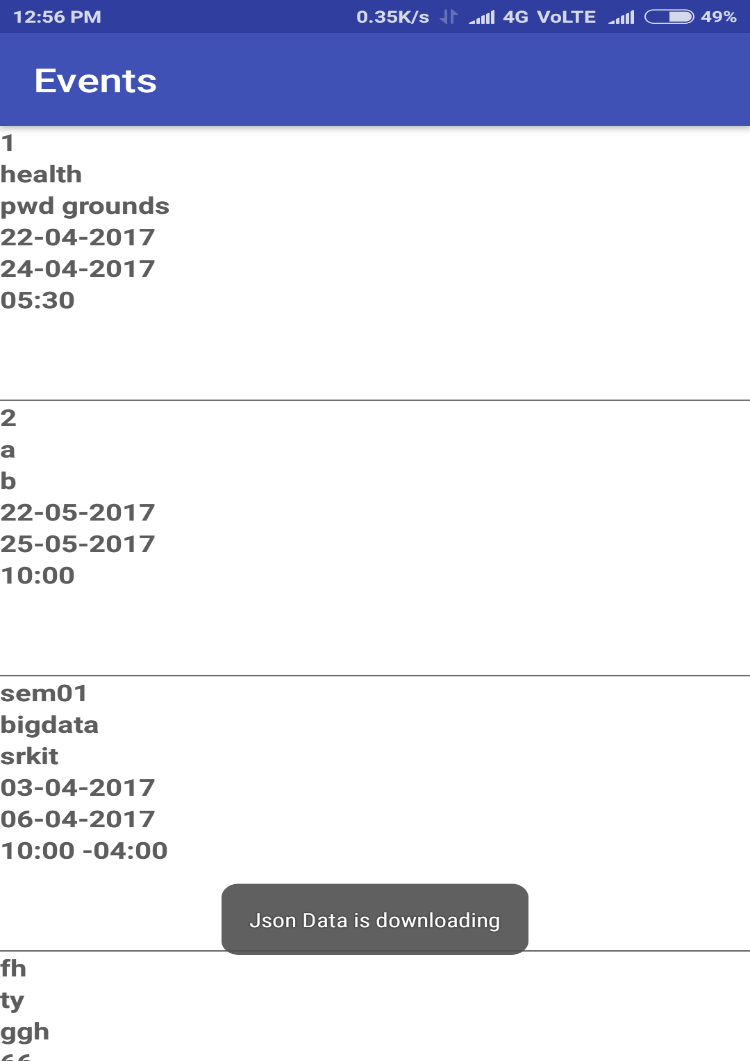 12:56 PM 0.35K/s 4G VoLTE 49%
Events
1
health
pwd grounds
22-04-2017
24-04-2017
05:30
2
a
b
22-05-2017
25-05-2017
10:00
sem01
bigdata
srkit
03-04-2017
06-04-2017
10:00 -04:00
Json Data is downloading
fh
ty
ggh